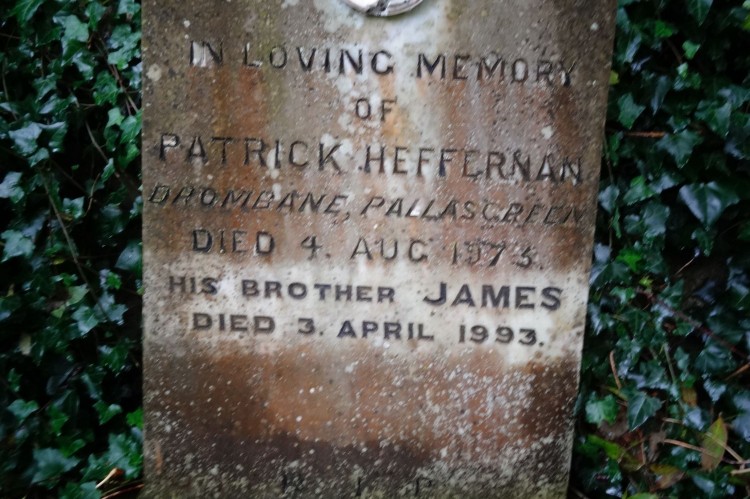 IN LOVING MEMORY
OF
PATRICK HEFFERNAN
DROMBANE, PALLASGREEN
DIED 4. AUG 1973.
HIS BROTHER JAMES
DIED 3. APRIL 1993.
R. I. P.